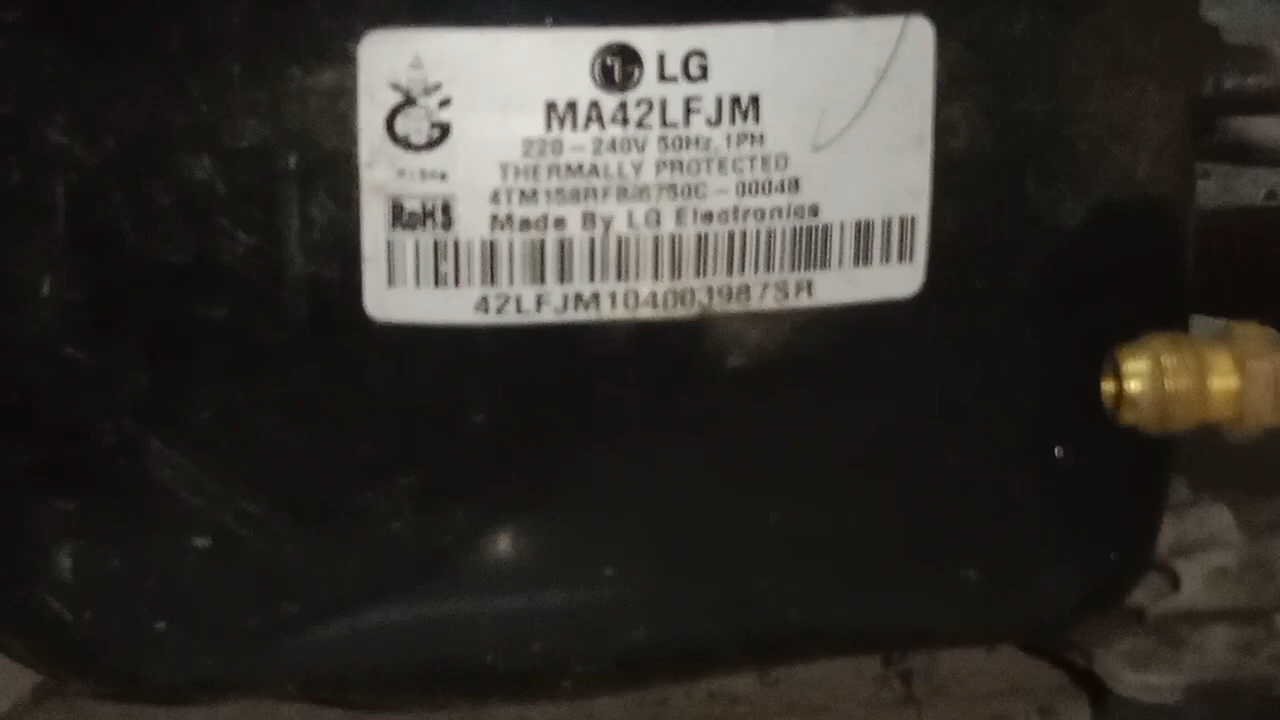 LG
MA42LFJM
220 - 240V 50Hz, 1PH
THERMALLY PROTECTED
RoHS
Made By LG Electronics